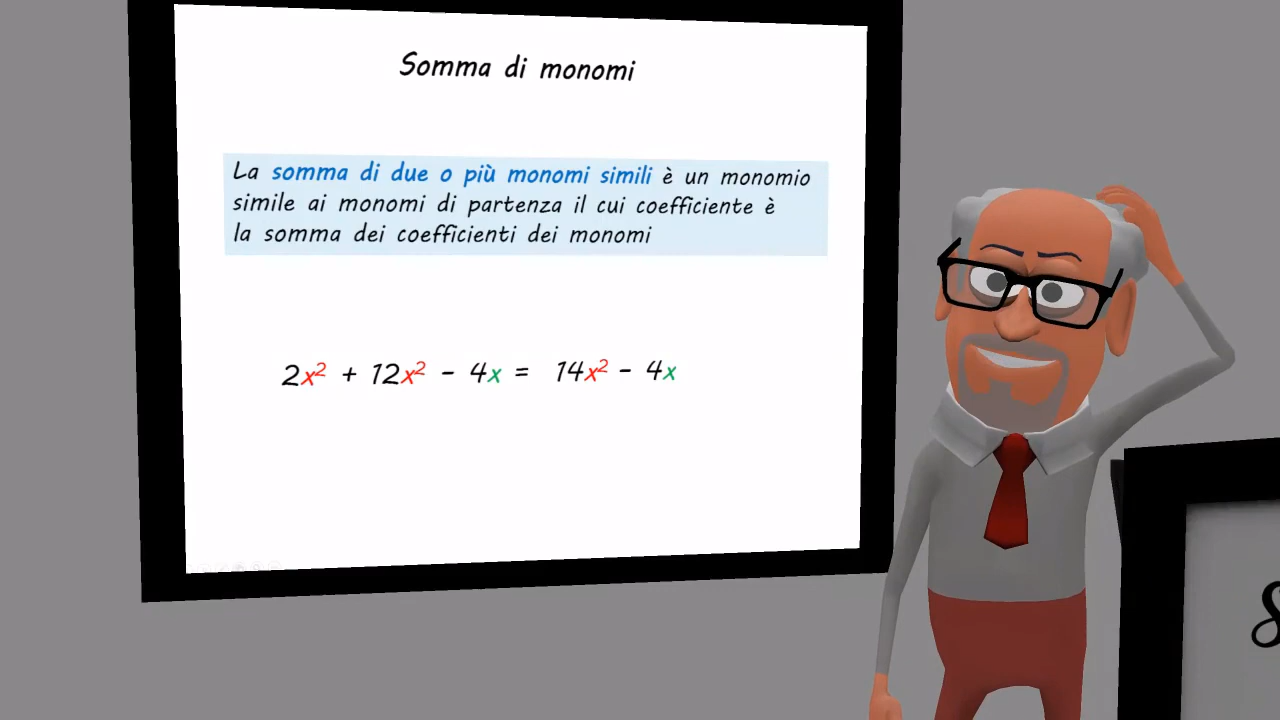 Somma di monomi
La somma di due o più monomi simili è un monomio
simile ai monomi di partenza il cui coefficiente è
la somma dei coefficienti dei monomi
2x² + 12x² - 4x = 14x² - 4x